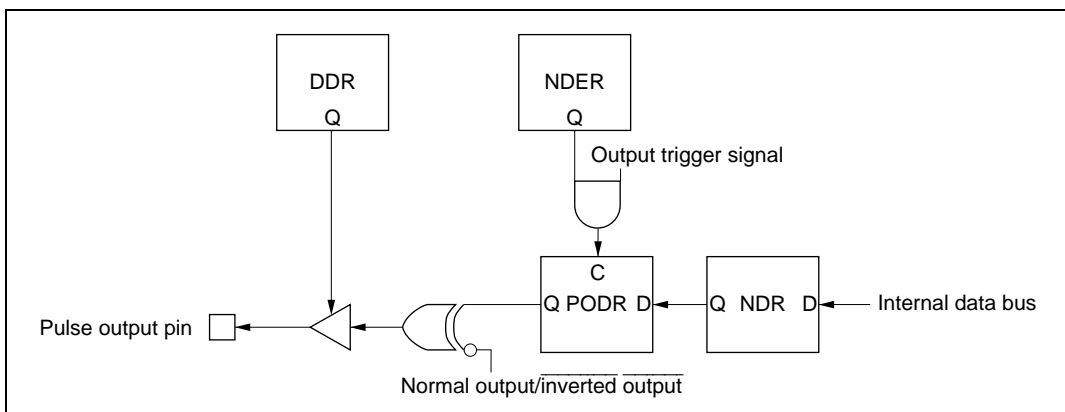 DDR
Q
NDER
Q
Output trigger signal
C
Q PODR D
Q NDR D
Internal data bus
Pulse output pin
Normal output/inverted output